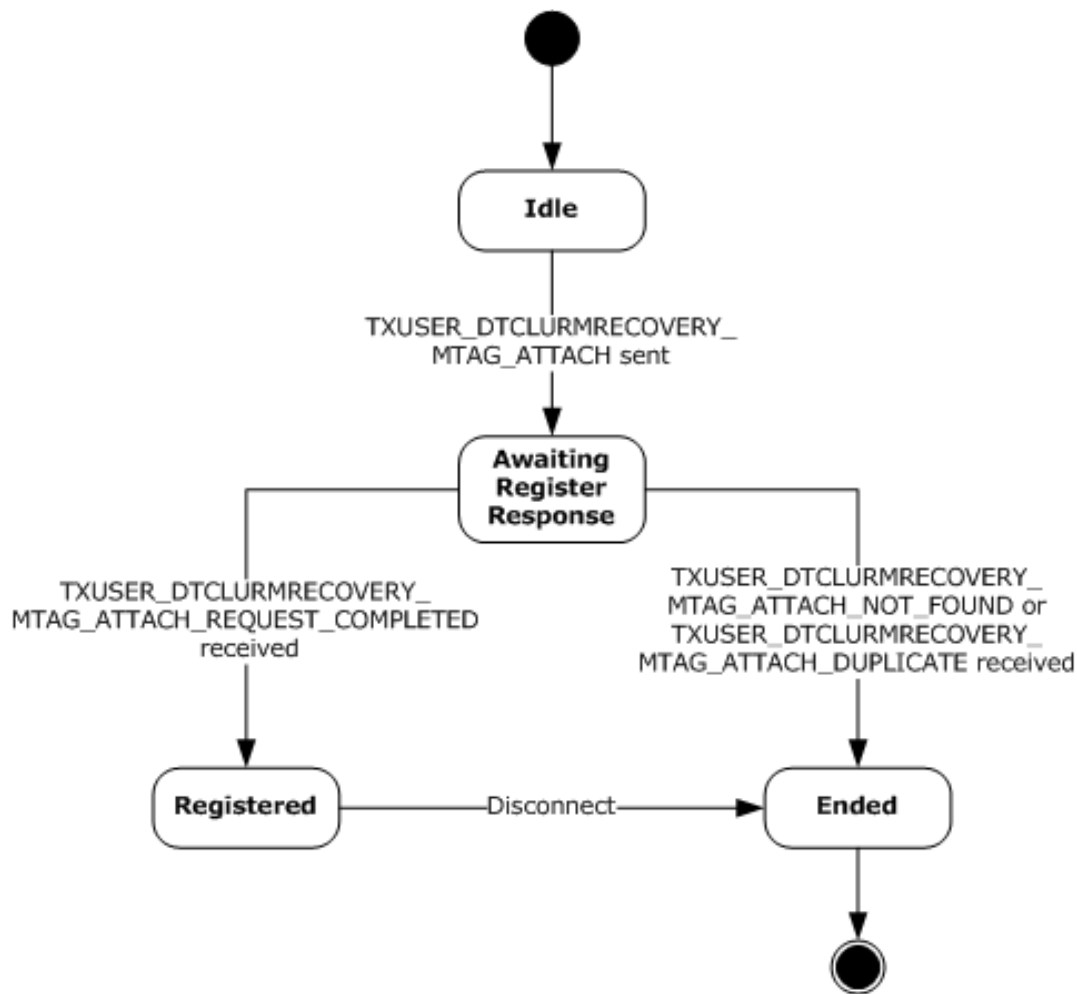 Idle
TXUSER_DTCLURMRECOVERY_
MTAG_ATTACH sent
Awaiting
Register
Response
TXUSER_DTCLURMRECOVERY_
MTAG_ATTACH_REQUEST_COMPLETED
received
TXUSER_DTCLURMRECOVERY_
MTAG_ATTACH_NOT_FOUND or
TXUSER_DTCLURMRECOVERY_
MTAG_ATTACH_DUPLICATE received
Registered
Disconnect
Ended